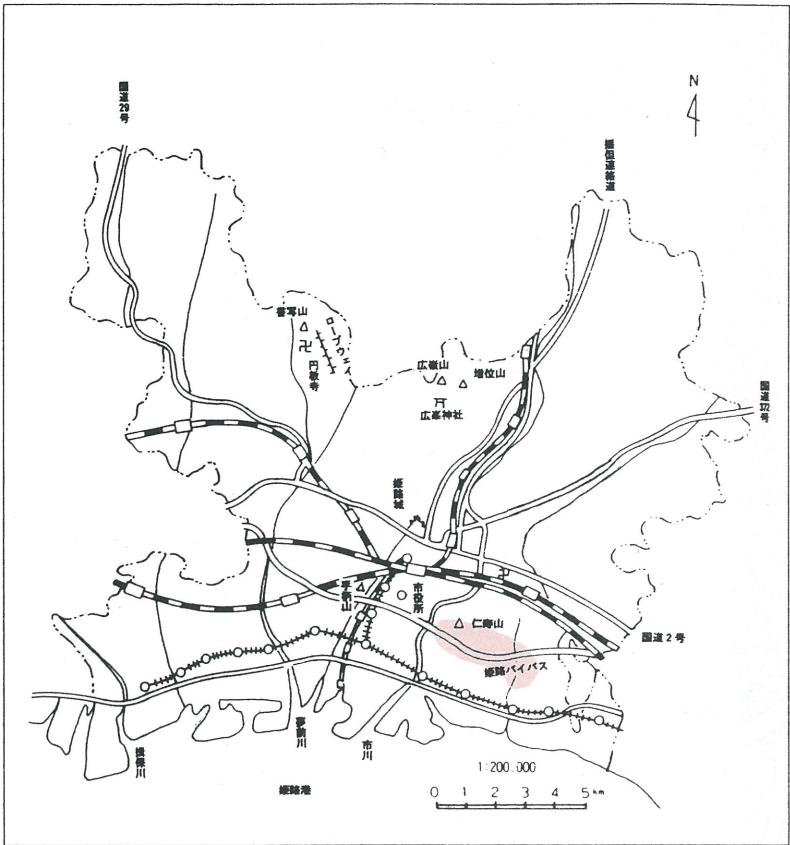 国道29号
N
播但連絡道
書写山
卍
円教寺
ロープウェイ
広嶺山
増位山
広峯神社
国道372号
姫路城
手柄山
市役所
仁寿山
国道2号
姫路バイパス
揖保川
夢前川
市川
姫路港
1:200.000
0 1 2 3 4 5 km